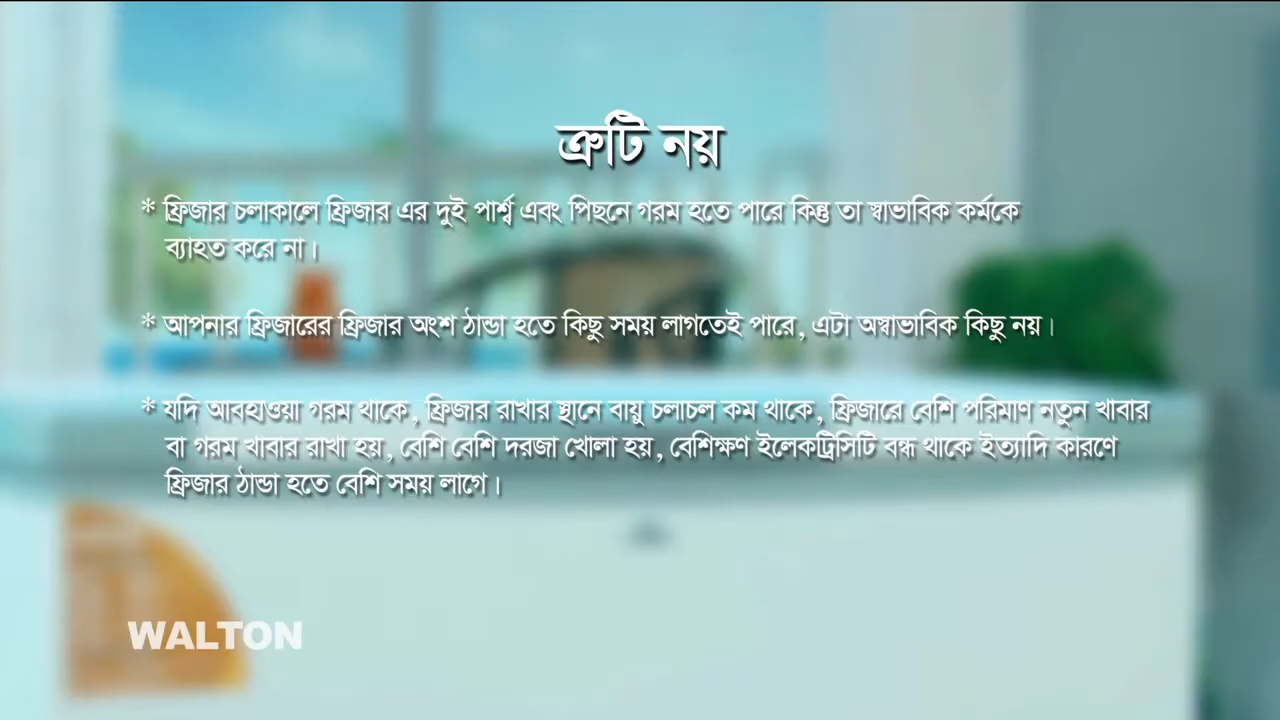 ত্রুটি নয়
* ফ্রিজার চলাকালে ফ্রিজার এর দুই পার্শ্ব এবং পিছনে গরম হতে পারে কিন্তু তা স্বাভাবিক কর্মকে
ব্যাহত করে না।
* আপনার ফ্রিজারের ফ্রিজার অংশ ঠান্ডা হতে কিছু সময় লাগতেই পারে, এটা অস্বাভাবিক কিছু নয়।
* যদি আবহাওয়া গরম থাকে, ফ্রিজার রাখার স্থানে বায়ু চলাচল কম থাকে, ফ্রিজারে বেশি পরিমাণ নতুন খাবার
বা গরম খাবার রাখা হয়, বেশি বেশি দরজা খোলা হয়, বেশিক্ষণ ইলেকট্রিসিটি বন্ধ থাকে ইত্যাদি কারণে
ফ্রিজার ঠান্ডা হতে বেশি সময় লাগে।
WALTON